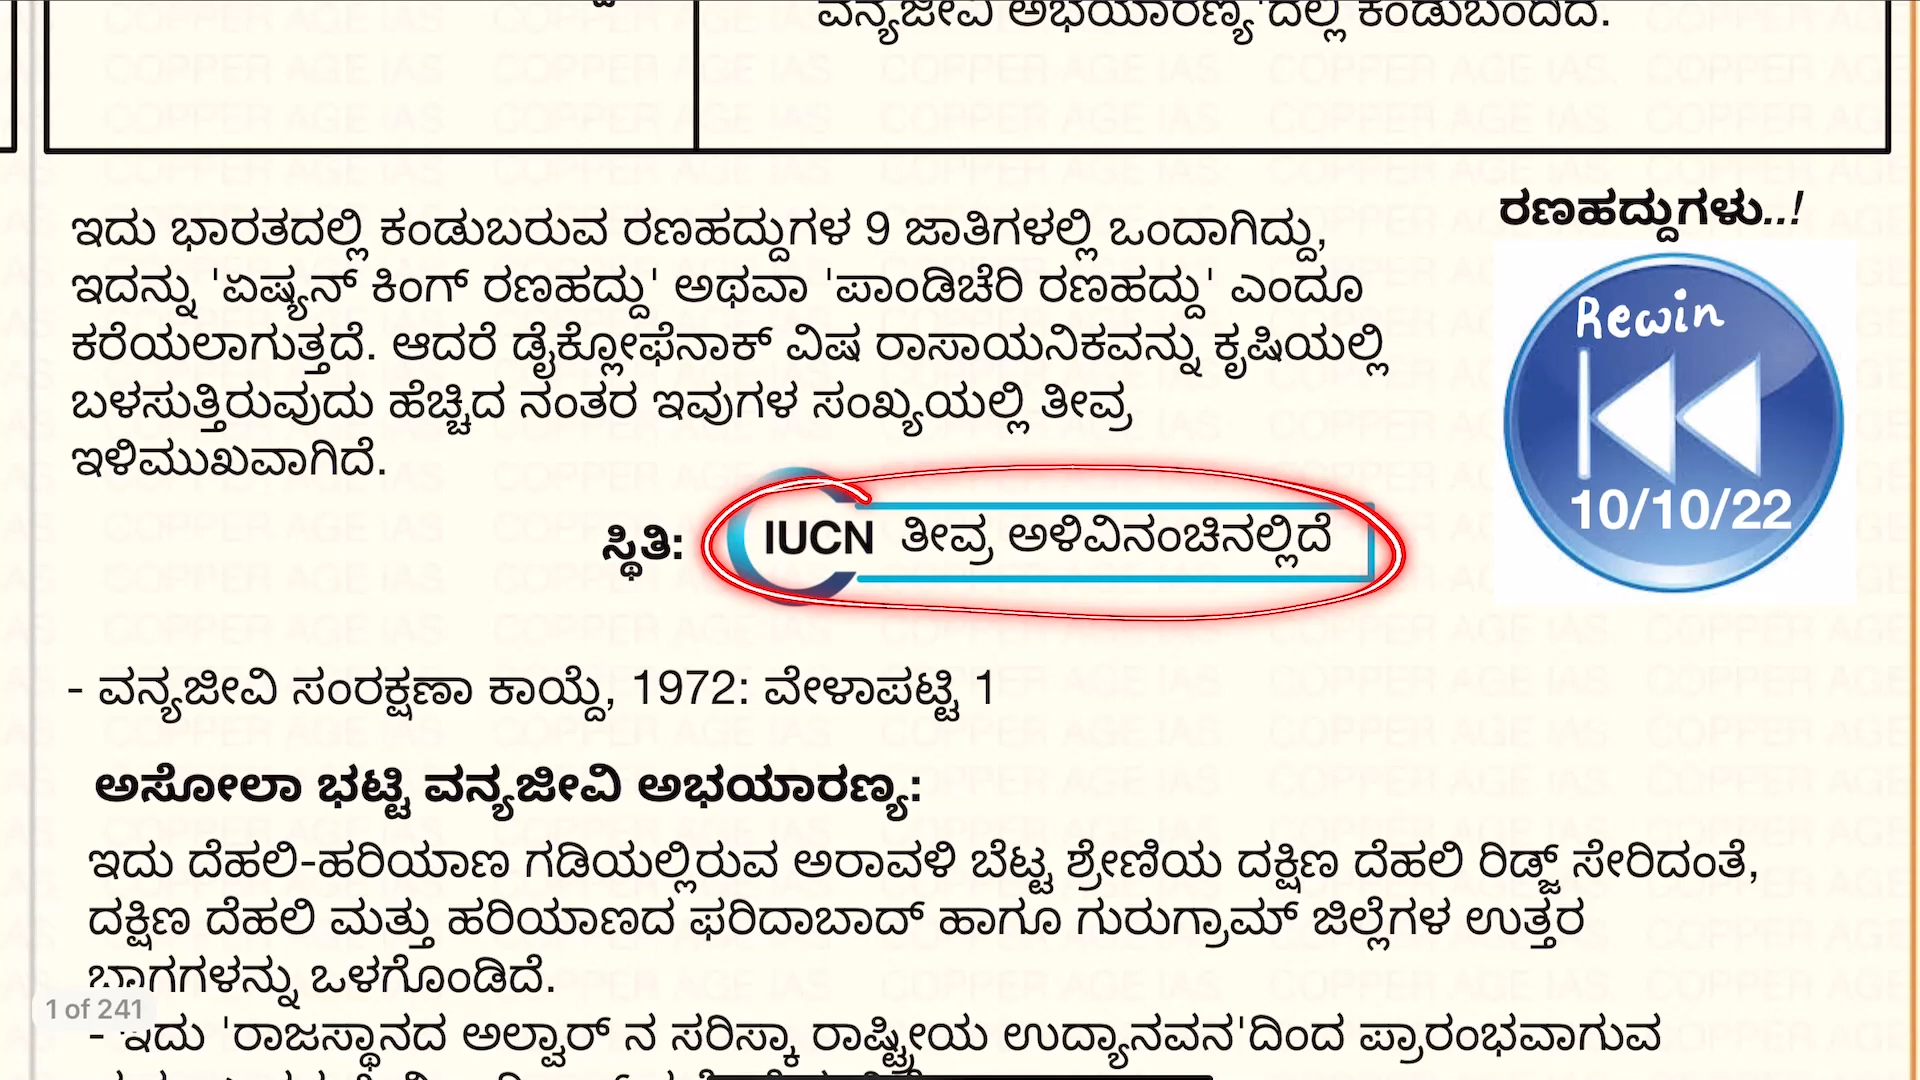 ವನ್ಯಜೀವಿ ಅಭಯಾರಣ್ಯ'ದಲ್ಲಿ ಕಂಡುಬಂದಿದೆ.
ರಣಹದ್ದುಗಳು..!
ಇದು ಭಾರತದಲ್ಲಿ ಕಂಡುಬರುವ ರಣಹದ್ದುಗಳ 9 ಜಾತಿಗಳಲ್ಲಿ ಒಂದಾಗಿದ್ದು,
ಇದನ್ನು 'ಏಷ್ಯನ್ ಕಿಂಗ್ ರಣಹದ್ದು' ಅಥವಾ 'ಪಾಂಡಿಚೆರಿ ರಣಹದ್ದು' ಎಂದೂ
ಕರೆಯಲಾಗುತ್ತದೆ. ಆದರೆ ಡೈಕ್ಲೋಫೆನಾಕ್ ವಿಷ ರಾಸಾಯನಿಕವನ್ನು ಕೃಷಿಯಲ್ಲಿ
ಬಳಸುತ್ತಿರುವುದು ಹೆಚ್ಚಿದ ನಂತರ ಇವುಗಳ ಸಂಖ್ಯೆಯಲ್ಲಿ ತೀವ್ರ
ಇಳಿಮುಖವಾಗಿದೆ.
Rewin
10/10/22
ಸ್ಥಿತಿ: IUCN ತೀವ್ರ ಅಳಿವಿನಂಚಿನಲ್ಲಿದೆ
- ವನ್ಯಜೀವಿ ಸಂರಕ್ಷಣಾ ಕಾಯ್ದೆ, 1972: ವೇಳಾಪಟ್ಟಿ 1
ಅಸೋಲಾ ಭಟ್ಟಿ ವನ್ಯಜೀವಿ ಅಭಯಾರಣ್ಯ:
ಇದು ದೆಹಲಿ-ಹರಿಯಾಣ ಗಡಿಯಲ್ಲಿರುವ ಅರಾವಳಿ ಬೆಟ್ಟ ಶ್ರೇಣಿಯ ದಕ್ಷಿಣ ದೆಹಲಿ ರಿಡ್ಜ್ ಸೇರಿದಂತೆ,
ದಕ್ಷಿಣ ದೆಹಲಿ ಮತ್ತು ಹರಿಯಾಣದ ಫರಿದಾಬಾದ್ ಹಾಗೂ ಗುರುಗ್ರಾಮ್ ಜಿಲ್ಲೆಗಳ ಉತ್ತರ
ಭಾಗಗಳನ್ನು ಒಳಗೊಂಡಿದೆ.
1 of 241
- ಇದು 'ರಾಜಸ್ಥಾನದ ಅಲ್ವಾರ್ ನ ಸರಿಸ್ಕಾ ರಾಷ್ಟ್ರೀಯ ಉದ್ಯಾನವನ'ದಿಂದ ಪ್ರಾರಂಭವಾಗುವ